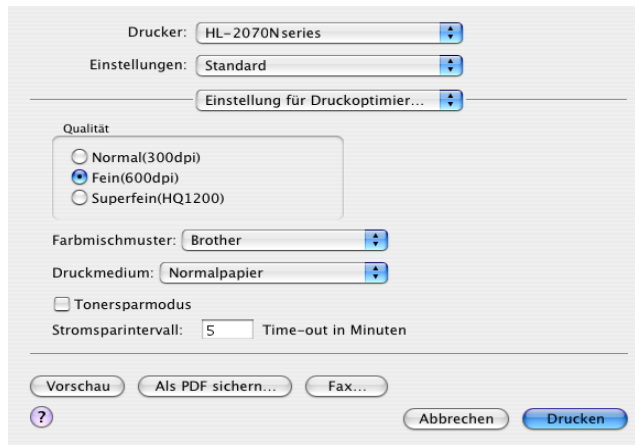 Drucker: HL-2070N series
Einstellungen: Standard
Einstellung für Druckoptimier...
Qualität
Normal(300dpi)
Fein(600dpi)
Superfein(HQ1200)
Farbmischmuster: Brother
Druckmedium: Normalpapier
Tonersparmodus
Stromsparintervall: 5 Time-out in Minuten
Vorschau Als PDF sichern... Fax...
? Abbrechen Drucken